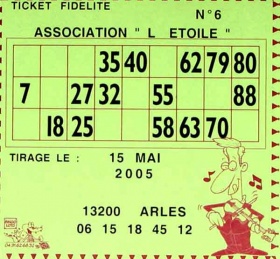 TICKET FIDELITE
N°6
ASSOCIATION " L ETOILE "
35 40 62 79 80
7 27 32 55 88
18 25 58 63 70
TIRAGE LE : 15 MAI
2005
13200 ARLES
06 15 18 45 12